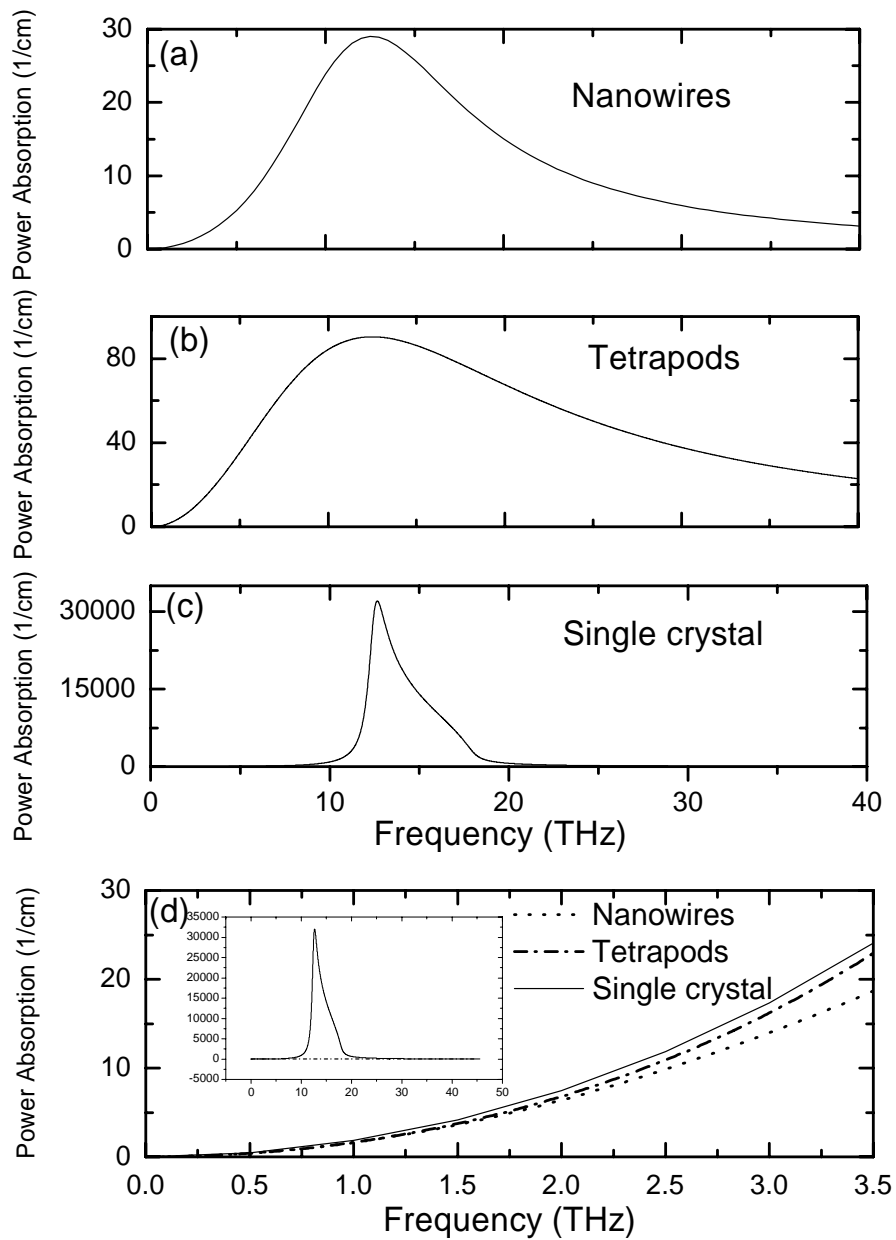 Power Absorption (1/cm)
30
20
10
0
(a)
Nanowires
Power Absorption (1/cm)
80
40
0
(b)
Tetrapods
Power Absorption (1/cm)
30000
15000
0
(c)
Single crystal
0 10 20 30 40
Frequency (THz)
Power Absorption (1/cm)
30
20
10
0
(d)
35000
30000
25000
20000
15000
10000
5000
0
-5000
0 10 20 30 40 50
Nanowires
Tetrapods
Single crystal
0.0 0.5 1.0 1.5 2.0 2.5 3.0 3.5
Frequency (THz)